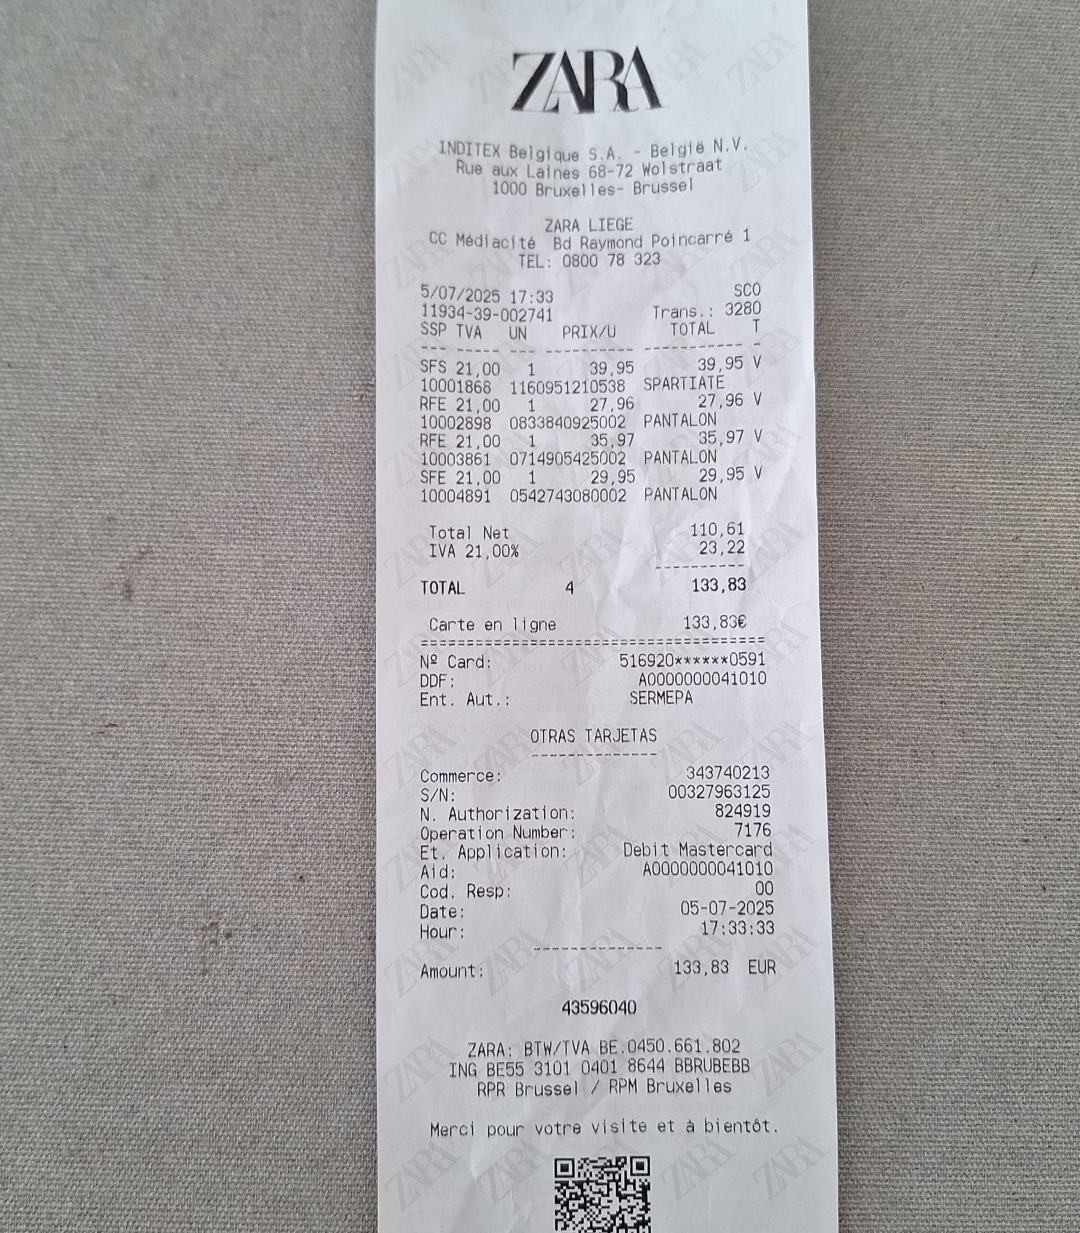 ZARA
INDITEX Belgique S.A. - België N.V.
Rue aux Laines 68-72 Wolstraat
1000 Bruxelles- Brussel
ZARA LIEGE
CC Médiacité Bd Raymond Poincarré 1
TEL: 0800 78 323
5/07/2025 17:33 SCO
11934-39-002741 Trans.: 3280
SSP TVA UN PRIX/U TOTAL T
SFS 21,00 1 39,95 39,95 V
10001868 1160951210538 SPARTIATE
RFE 21,00 1 27,96 27,96 V
10002898 0833840925002 PANTALON
RFE 21,00 1 35,97 35,97 V
10003861 0714905425002 PANTALON
SFE 21,00 1 29,95 29,95 V
10004891 0542743080002 PANTALON
Total Net 110,61
IVA 21,00% 23,22
TOTAL 4 133,83
Carte en ligne 133,83€
Nº Card: 516920******0591
DDF: A0000000041010
Ent. Aut.: SERMEPA
OTRAS TARJETAS
Commerce: 343740213
S/N: 00327963125
N. Authorization: 824919
Operation Number: 7176
Et. Application: Debit Mastercard
Aid: A0000000041010
Cod. Resp: 00
Date: 05-07-2025
Hour: 17:33:33
Amount: 133,83 EUR
43596040
ZARA: BTW/TVA BE.0450.661.802
ING BE55 3101 0401 8644 BBRUBEBB
RPR Brussel / RPM Bruxelles
Merci pour votre visite et à bientôt.